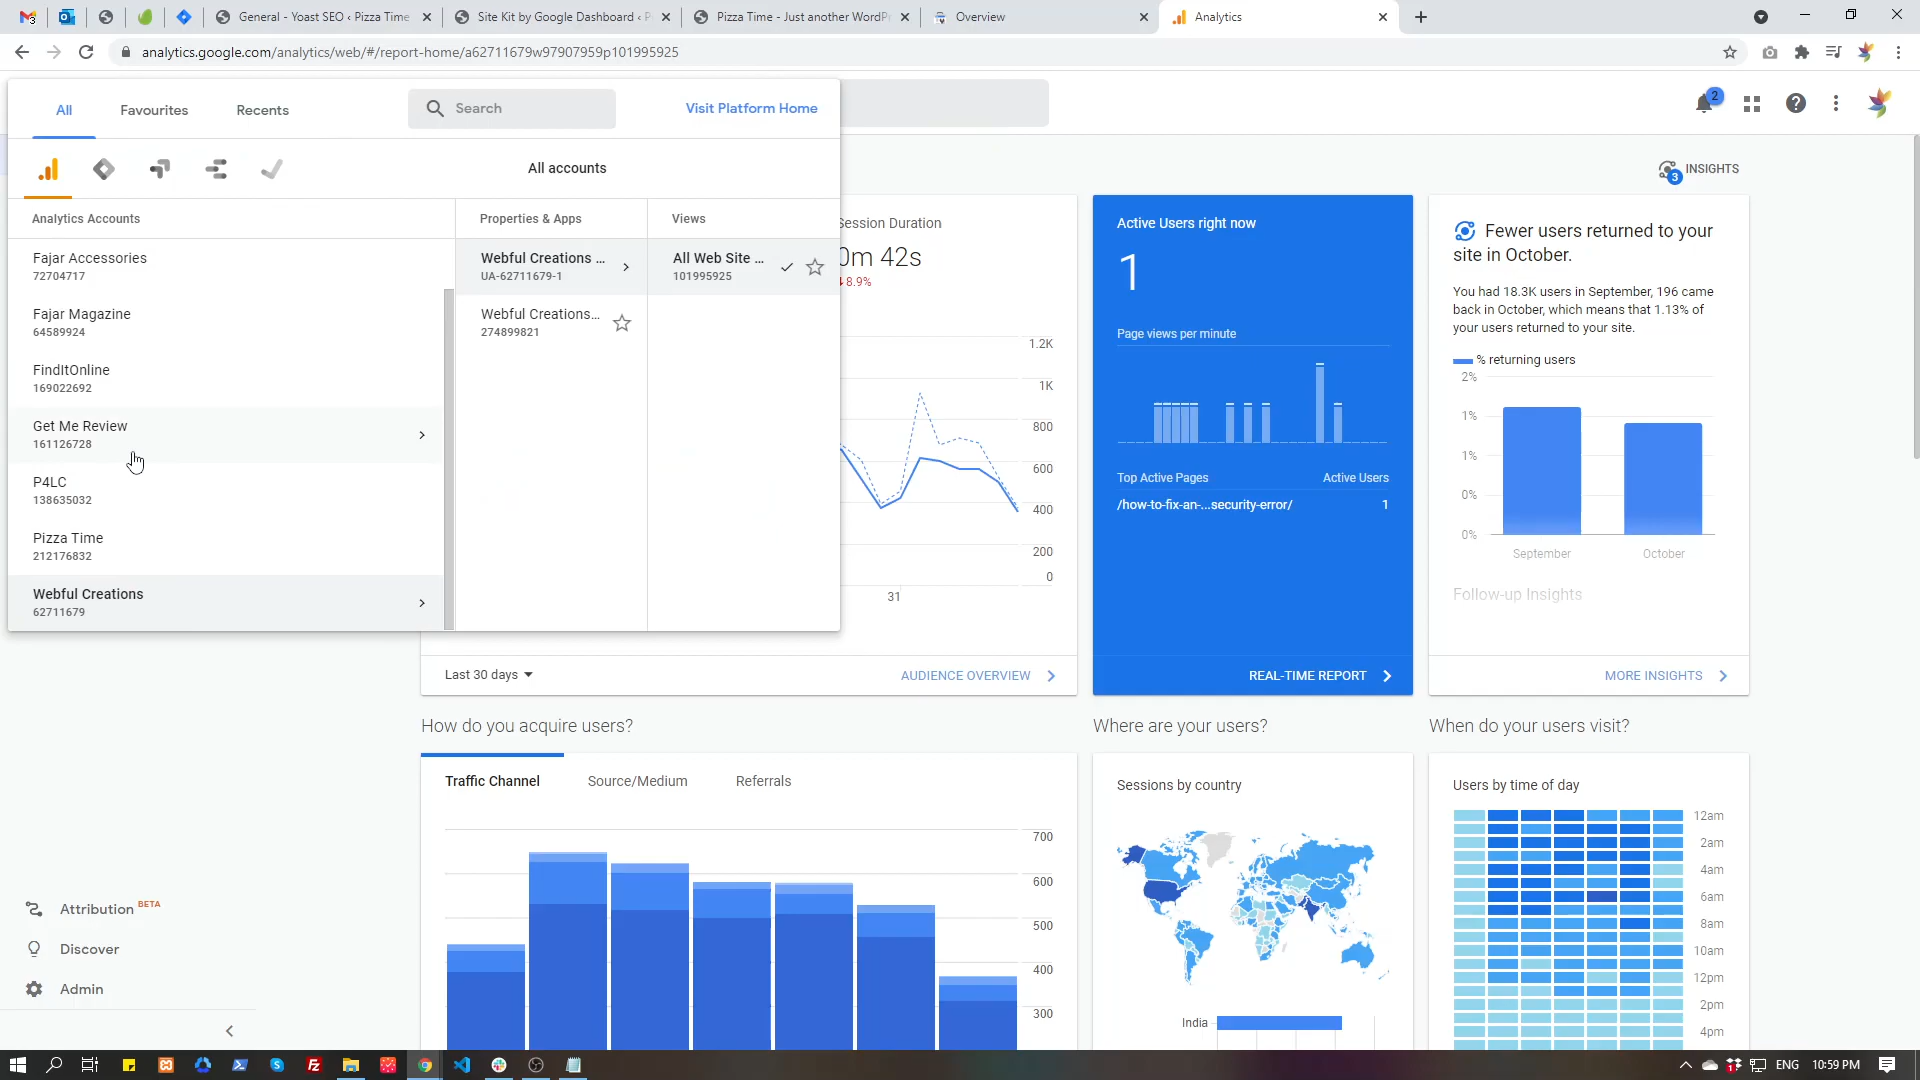 General - Yoast SEO ‹ Pizza Time
Site Kit by Google Dashboard ‹ P
Pizza Time - Just another WordPr
Overview
Analytics
analytics.google.com/analytics/web/#/report-home/a62711679w97907959p101995925
All
Favourites
Recents
Search
Visit Platform Home
2
All accounts
INSIGHTS
3
Analytics Accounts
Properties & Apps
Views
Fajar Accessories
72704717
Fajar Magazine
64589924
FindItOnline
169022692
Get Me Review
161126728
P4LC
138635032
Pizza Time
212176832
Webful Creations
62711679
Webful Creations ...
UA-62711679-1
Webful Creations...
274899821
All Web Site ...
101995925
Session Duration
0m 42s
8.9%
1.2K
1K
800
600
400
200
0
31
Last 30 days
AUDIENCE OVERVIEW
Active Users right now
1
Page views per minute
Top Active Pages
Active Users
/how-to-fix-an-...security-error/
1
REAL-TIME REPORT
Fewer users returned to your
site in October.
You had 18.3K users in September, 196 came
back in October, which means that 1.13% of
your users returned to your site.
% returning users
2%
1%
1%
0%
0%
September
October
Follow-up Insights
MORE INSIGHTS
How do you acquire users?
Where are your users?
When do your users visit?
Traffic Channel
Source/Medium
Referrals
700
600
500
400
300
Sessions by country
India
Users by time of day
12am
2am
4am
6am
8am
10am
12pm
2pm
4pm
Attribution BETA
Discover
Admin
ENG
10:59 PM